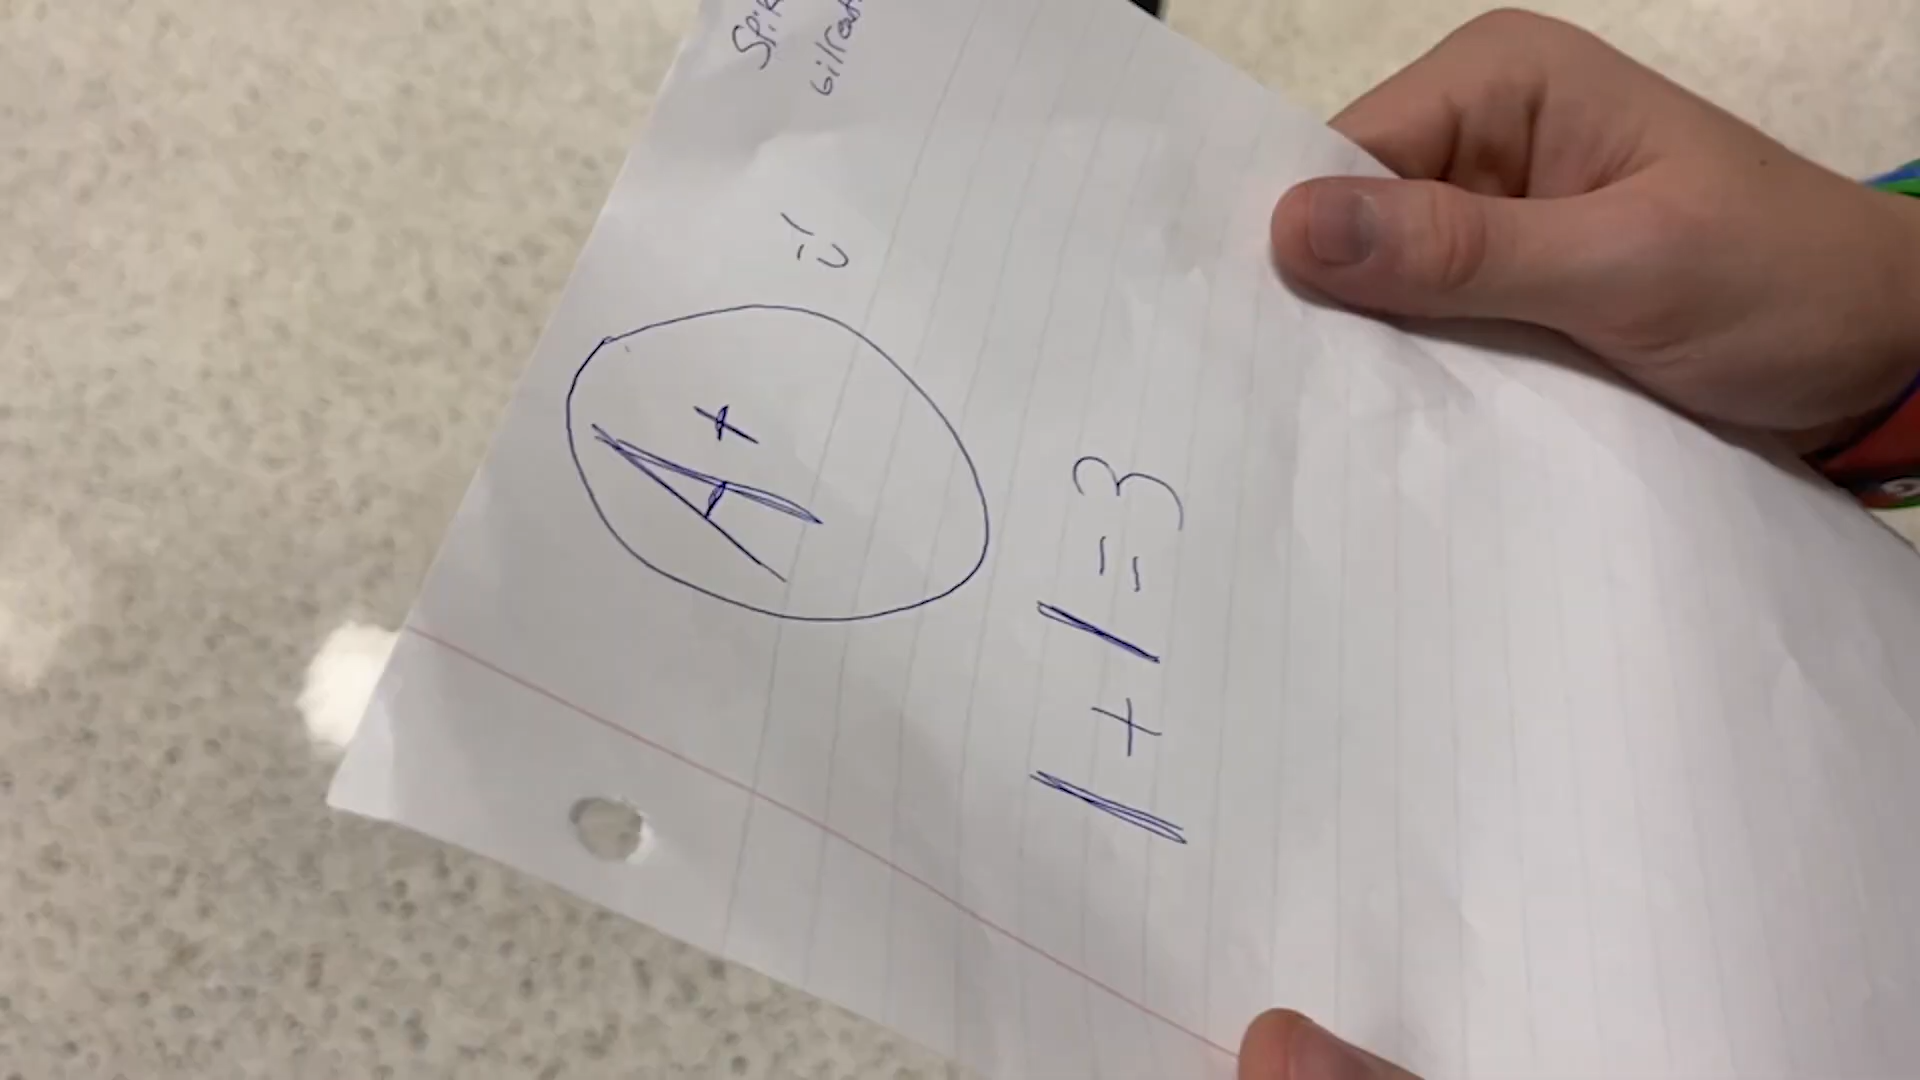 A+
1 + 1 = 3